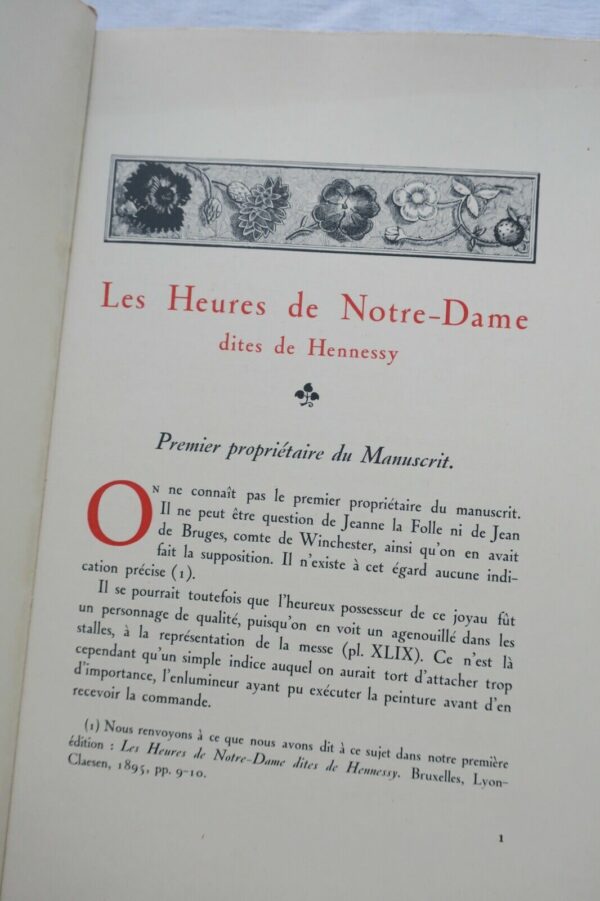 Les Heures de Notre-Dame
dites de Hennessy
Premier propriétaire du Manuscrit.
ON ne connaît pas le premier propriétaire du manuscrit.
Il ne peut être question de Jeanne la Folle ni de Jean
de Bruges, comte de Winchester, ainsi qu'on en avait
fait la supposition. Il n'existe à cet égard aucune indi-
cation précise (1).
Il se pourrait toutefois que l'heureux possesseur de ce joyau fût
un personnage de qualité, puisqu'on en voit un agenouillé dans les
stalles, à la représentation de la messe (pl. XLIX). Ce n'est là
cependant qu'un simple indice auquel on aurait tort d'attacher trop
d'importance, l'enlumineur ayant pu exécuter la peinture avant d'en
recevoir la commande.
(1) Nous renvoyons à ce que nous avons dit à ce sujet dans notre première
édition : Les Heures de Notre-Dame dites de Hennessy. Bruxelles, Lyon-
Claesen, 1895, pp. 9-10.
1